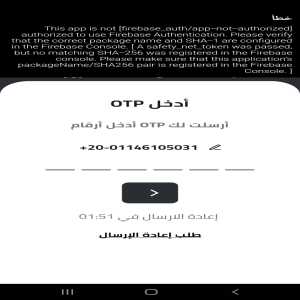 خطأ
This app is not [firebase_auth/app-not-authorized]
authorized to use Firebase Authentication. Please verify
that the correct package name and SHA-1 are configured
in the Firebase Console. [ A safety_net_token was passed,
but no matching SHA-256 was registered in the Firebase
console. Please make sure that this application's
packageName/SHA256 pair is registered in the Firebase
Console. ]
أدخل OTP
أرسلت لك OTP أدخل أرقام
+20-01146105031
إعادة الارسال في 01:51
طلب إعادة الإرسال